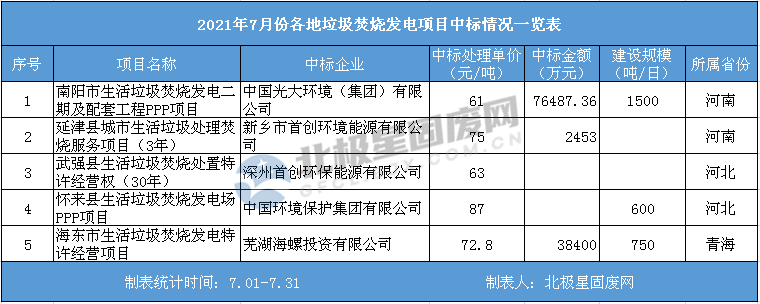 2021年7月份各地垃圾焚烧发电项目中标情况一览表
序号 项目名称 中标企业 中标处理单价（元/吨） 中标金额（万元） 建设规模（吨/日） 所属省份
1 南阳市生活垃圾焚烧发电二期及配套工程PPP项目 中国光大环境（集团）有限公司 61 76487.36 1500 河南
2 延津县城市生活垃圾处理焚烧服务项目（3年） 新乡市首创环境能源有限公司 75 2453 河南
3 武强县生活垃圾焚烧处置特许经营权（30年） 深州首创环保能源有限公司 63 河北
4 怀来县生活垃圾焚烧发电场PPP项目 中国环境保护集团有限公司 87 600 河北
5 海东市生活垃圾焚烧发电特许经营项目 芜湖海螺投资有限公司 72.8 38400 750 青海
制表统计时间：7.01-7.31 制表人：北极星固废网
北极星固废网